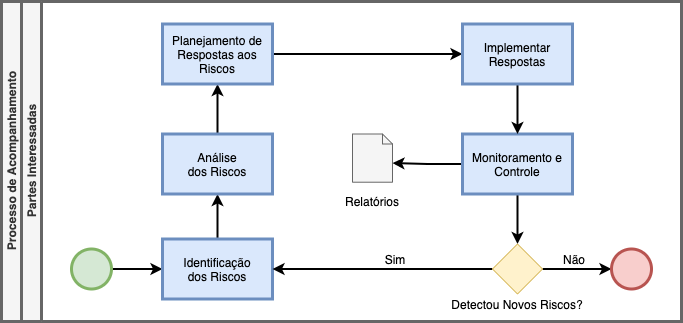 Processo de Acompanhamento
Partes Interessadas
Planejamento de
Respostas aos
Riscos
Implementar
Respostas
Análise
dos Riscos
Relatórios
Monitoramento e
Controle
Identificação
dos Riscos
Sim
Não
Detectou Novos Riscos?